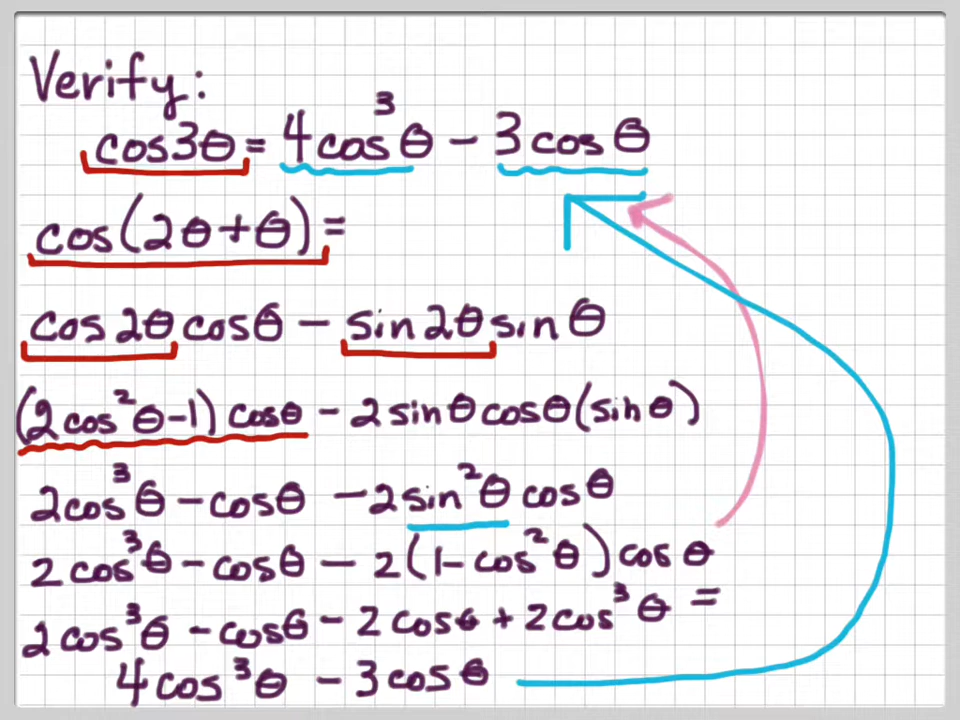 Verify:
cos3θ = 4cos³θ − 3cosθ
cos(2θ+θ) =
cos2θcosθ − sin2θsinθ
(2cos²θ−1)cosθ − 2sinθcosθ(sinθ)
2cos³θ − cosθ − 2sin²θcosθ
2cos³θ − cosθ − 2(1−cos²θ)cosθ
2cos³θ − cosθ − 2cosθ + 2cos³θ =
4cos³θ − 3cosθ